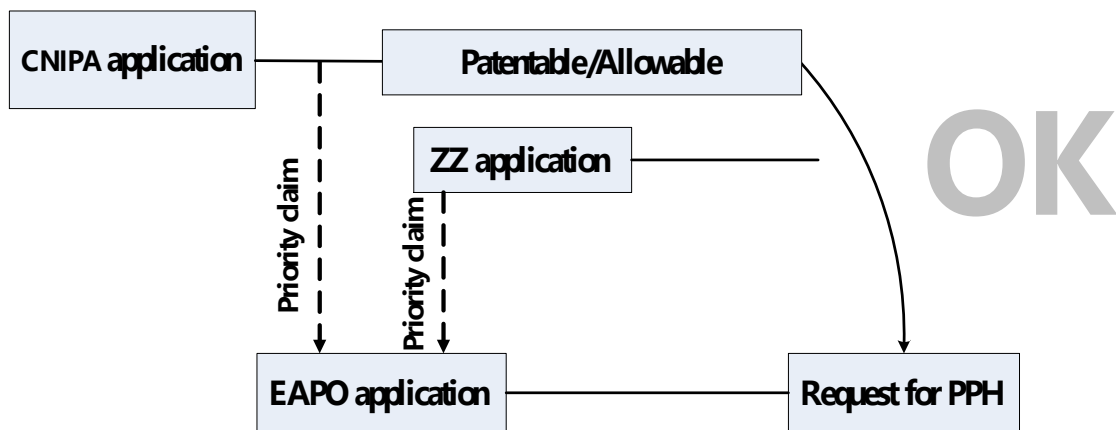 CNIPA application
Patentable/Allowable
OK
ZZ application
Priority claim
Priority claim
EAPO application
Request for PPH